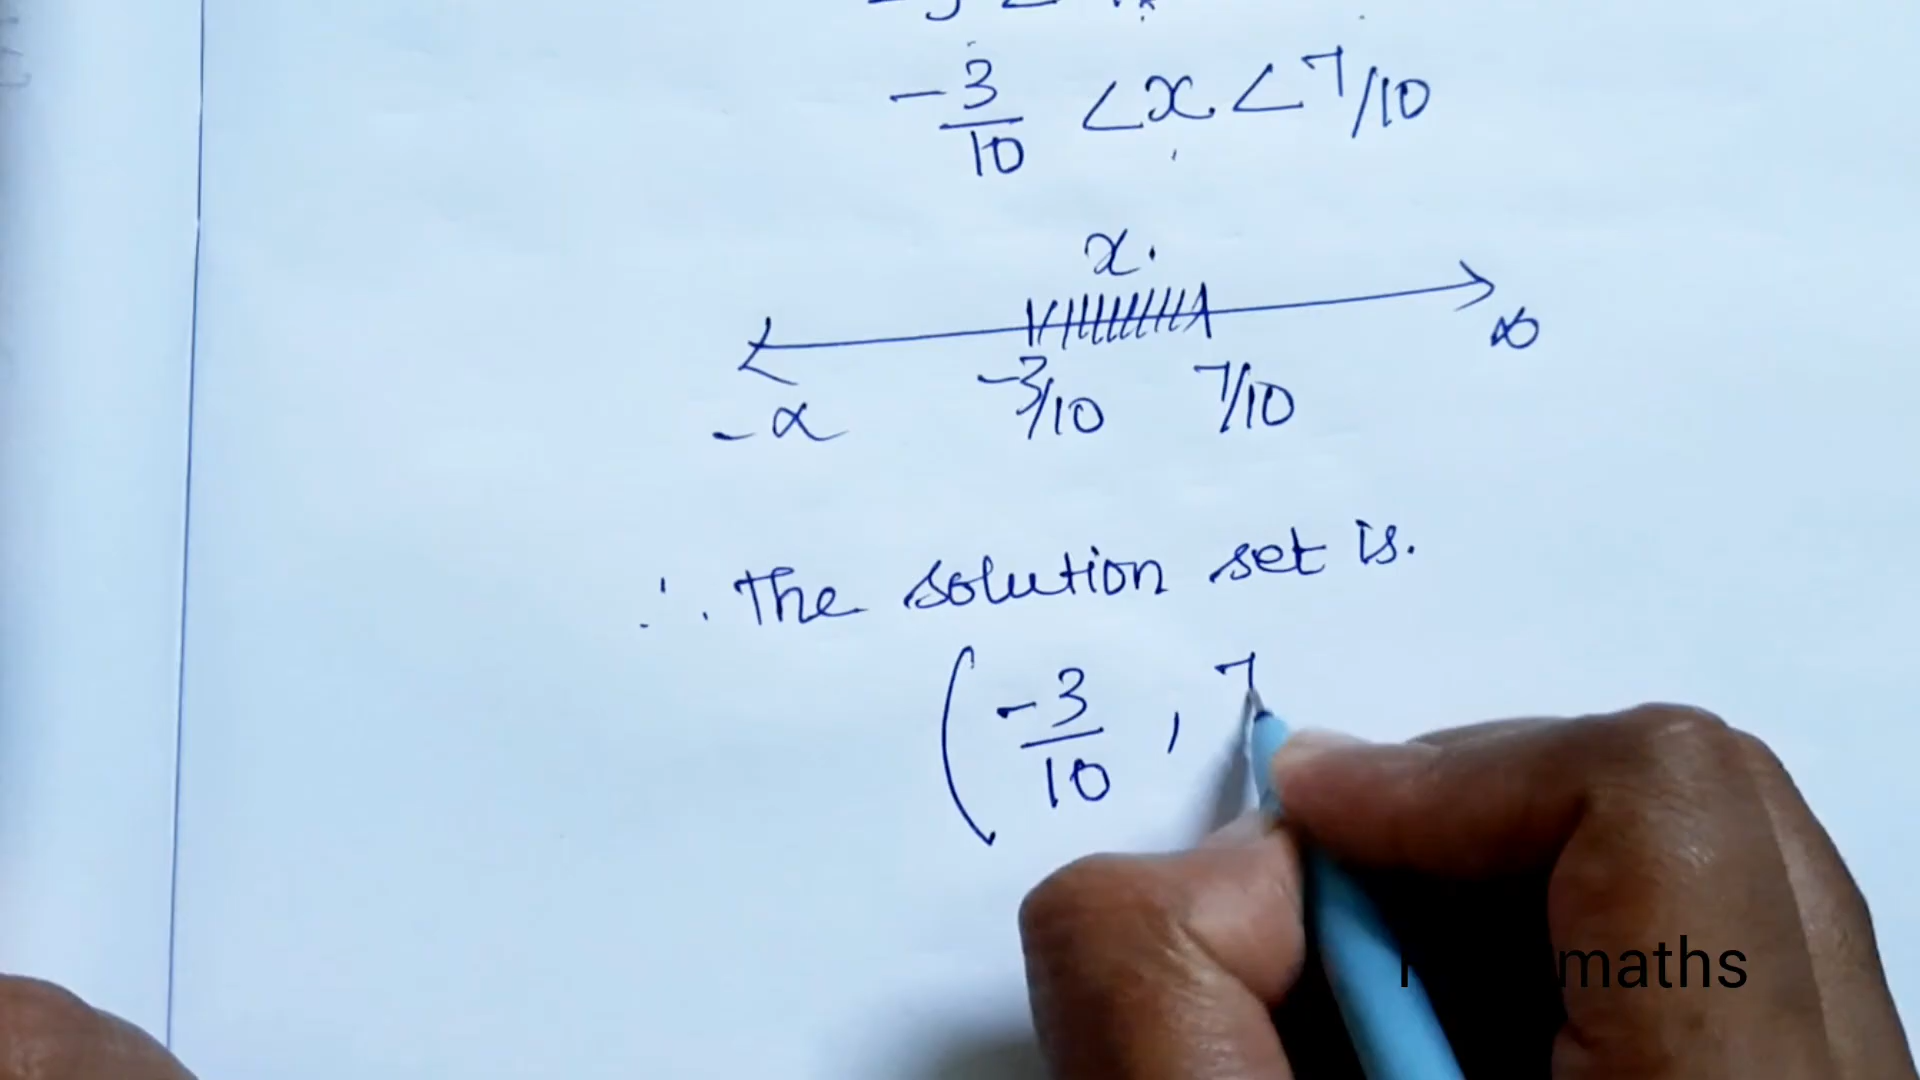 -3/10 < x < 7/10
x.
-∝ -3/10 7/10 ∞
∴ The solution set is.
( -3/10 , 7
maths